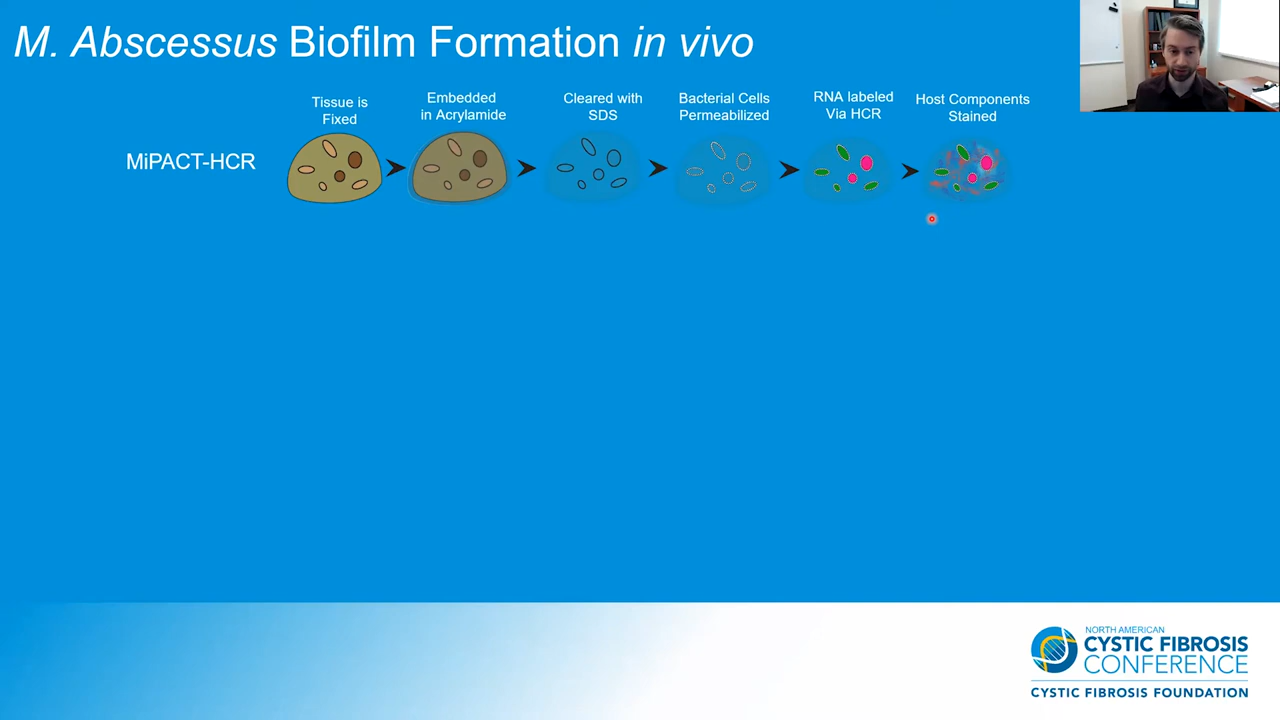 M. Abscessus Biofilm Formation in vivo
Tissue is
Fixed
Embedded
in Acrylamide
Cleared with
SDS
Bacterial Cells
Permeabilized
RNA labeled
Via HCR
Host Components
Stained
MiPACT-HCR
NORTH AMERICAN
CYSTIC FIBROSIS
CONFERENCE
CYSTIC FIBROSIS FOUNDATION